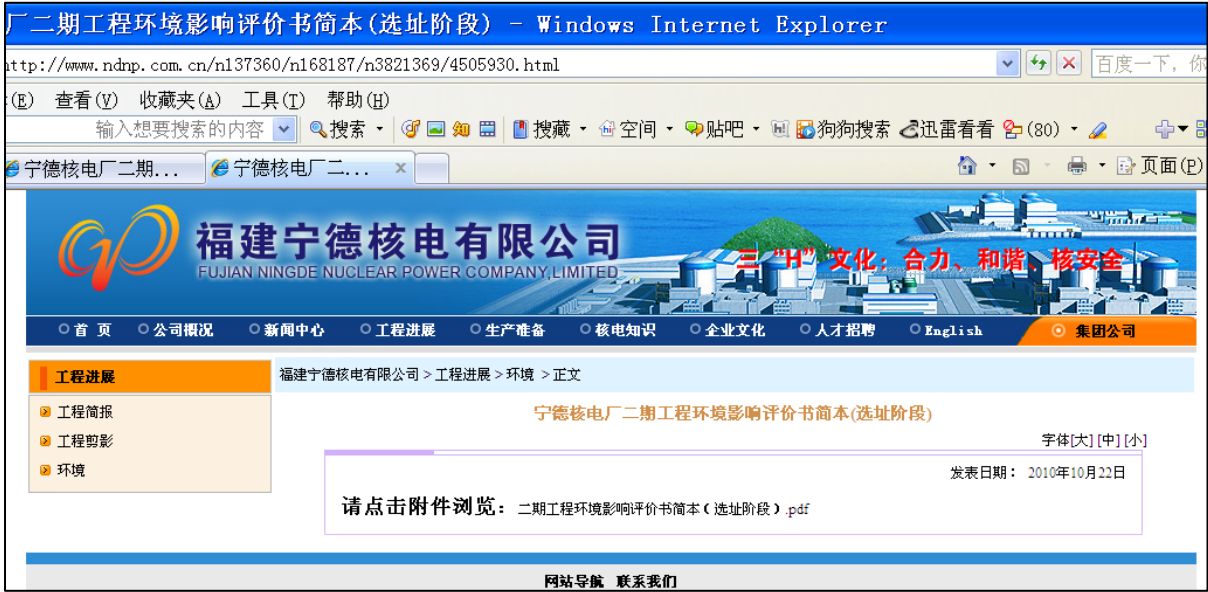 厂二期工程环境影响评价书简本(选址阶段) - Windows Internet Explorer
http://www.ndnp.com.cn/n137360/n168187/n3821369/4505930.html 百度一下，你
(E) 查看(V) 收藏夹(A) 工具(T) 帮助(H)
输入想要搜索的内容 搜索 搜藏 空间 贴吧 狗狗搜索 迅雷看看 (80)
宁德核电厂二期... 宁德核电厂二... x 页面(P)
福建宁德核电有限公司
FUJIAN NINGDE NUCLEAR POWER COMPANY,LIMITED
三“H”文化：合力、和谐、核安全
首 页 公司概况 新闻中心 工程进展 生产准备 核电知识 企业文化 人才招聘 English 集团公司
工程进展
福建宁德核电有限公司 > 工程进展 > 环境 > 正文
工程简报
工程剪影
环境
宁德核电厂二期工程环境影响评价书简本(选址阶段)
字体[大] [中] [小]
发表日期： 2010年10月22日
请点击附件浏览：二期工程环境影响评价书简本（选址阶段）.pdf
网站导航 联系我们